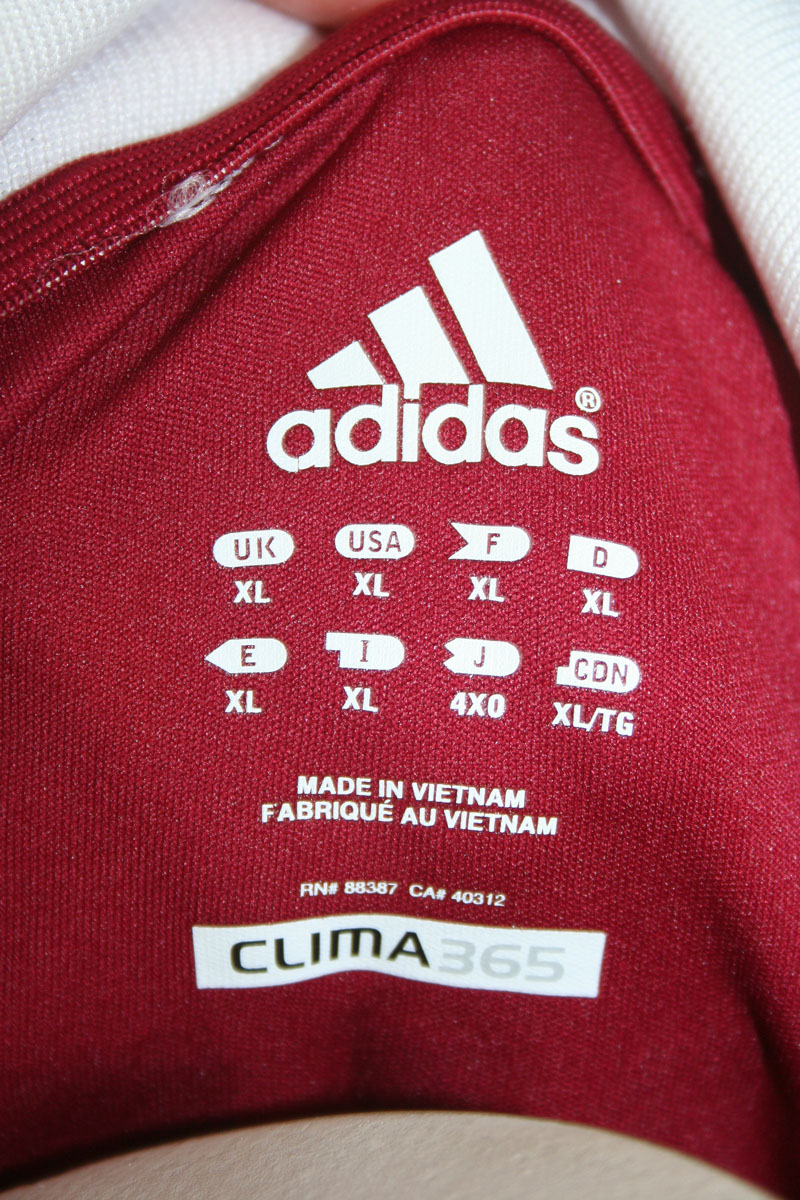 adidas®
UK USA F D
XL XL XL XL
E I J CDN
XL XL 4XO XL/TG
MADE IN VIETNAM
FABRIQUÉ AU VIETNAM
RN# 88387 CA# 40312
CLIMA365